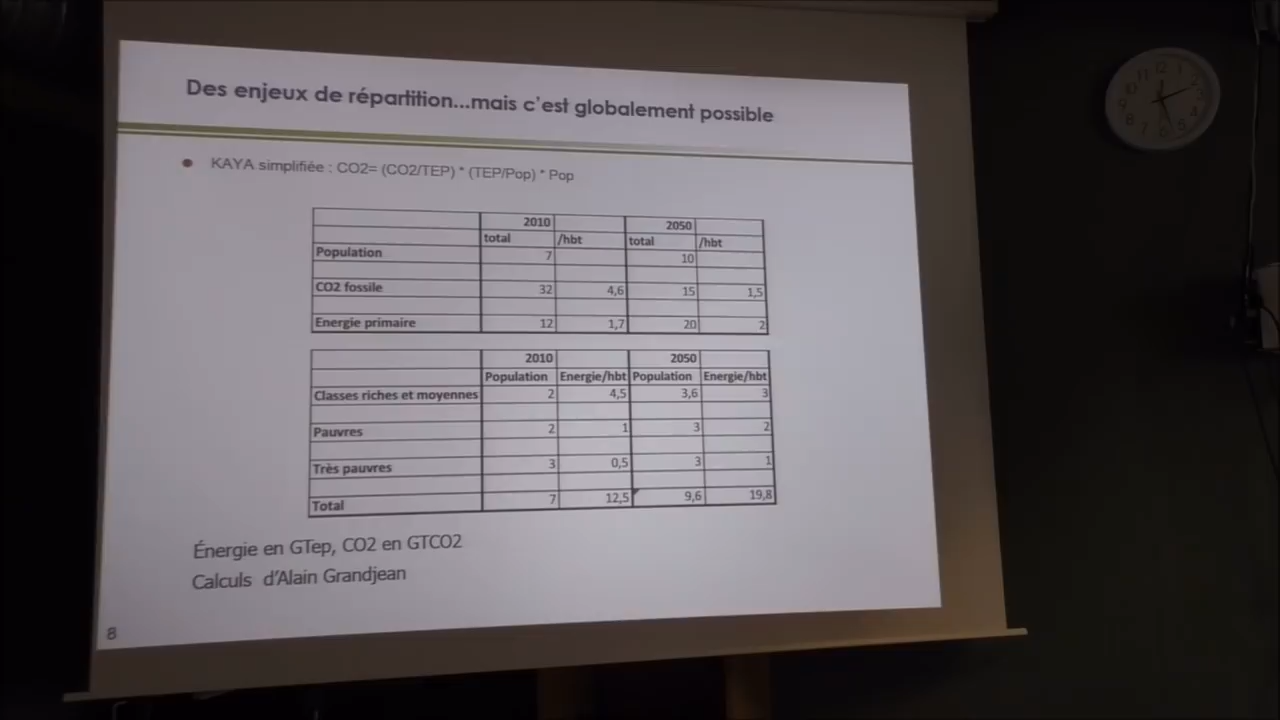 Des enjeux de répartition...mais c'est globalement possible
KAYA simplifiée : CO2= (CO2/TEP) * (TEP/Pop) * Pop
2010 2050
total /hbt total /hbt
Population 7 10
CO2 fossile 32 4,6 15 1,5
Energie primaire 12 1,7 20 2
2010 2050
Population Energie/hbt Population Energie/hbt
Classes riches et moyennes 2 4,5 3,6 3
Pauvres 2 1 3 2
Très pauvres 3 0,5 3 1
Total 7 12,5 9,6 19,8
Énergie en GTep, CO2 en GTCO2
Calculs d'Alain Grandjean
8